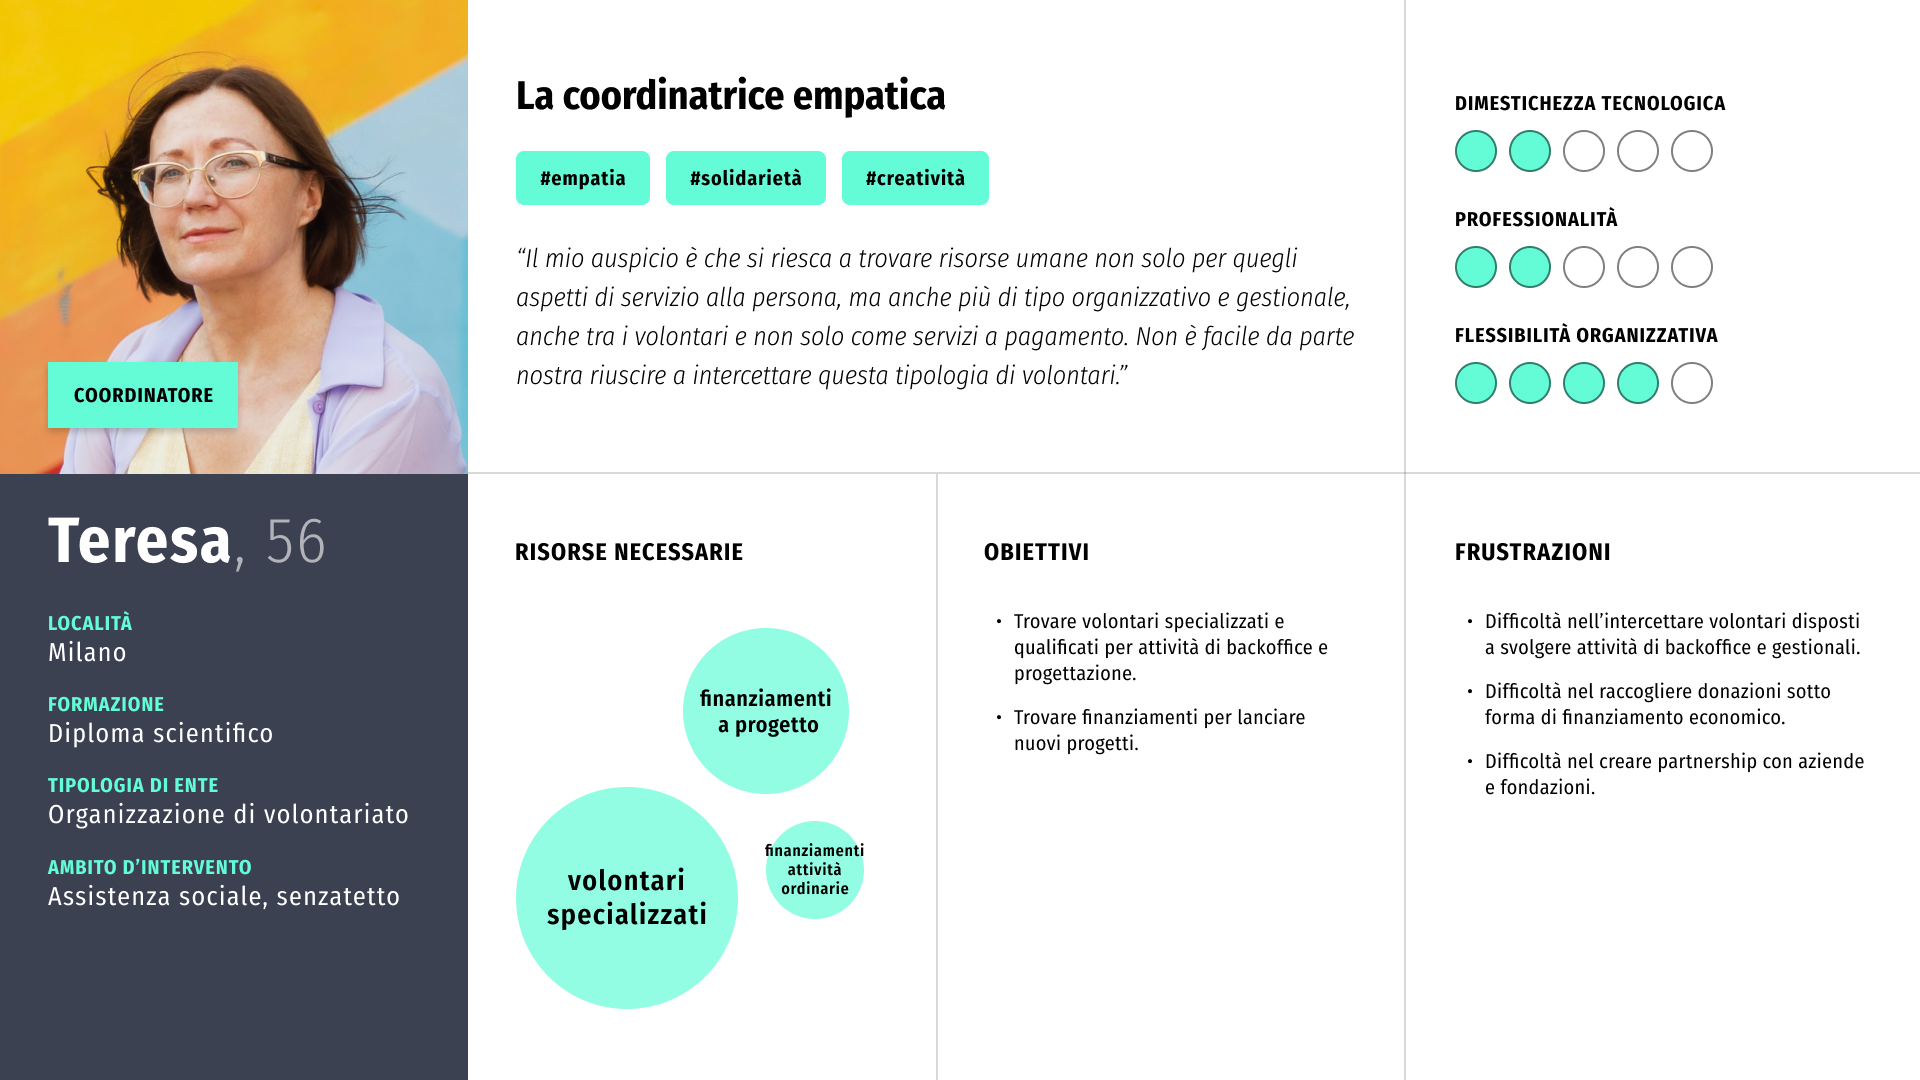 COORDINATORE
Teresa, 56
LOCALITÀ
Milano
FORMAZIONE
Diploma scientifico
TIPOLOGIA DI ENTE
Organizzazione di volontariato
AMBITO D’INTERVENTO
Assistenza sociale, senzatetto
La coordinatrice empatica
#empatia
#solidarietà
#creatività
“Il mio auspicio è che si riesca a trovare risorse umane non solo per quegli
aspetti di servizio alla persona, ma anche più di tipo organizzativo e gestionale,
anche tra i volontari e non solo come servizi a pagamento. Non è facile da parte
nostra riuscire a intercettare questa tipologia di volontari.”
DIMESTICHEZZA TECNOLOGICA
PROFESSIONALITÀ
FLESSIBILITÀ ORGANIZZATIVA
RISORSE NECESSARIE
finanziamenti
a progetto
volontari
specializzati
finanziamenti
attività
ordinarie
OBIETTIVI
• Trovare volontari specializzati e
qualificati per attività di backoffice e
progettazione.
• Trovare finanziamenti per lanciare
nuovi progetti.
FRUSTRAZIONI
• Difficoltà nell’intercettare volontari disposti
a svolgere attività di backoffice e gestionali.
• Difficoltà nel raccogliere donazioni sotto
forma di finanziamento economico.
• Difficoltà nel creare partnership con aziende
e fondazioni.